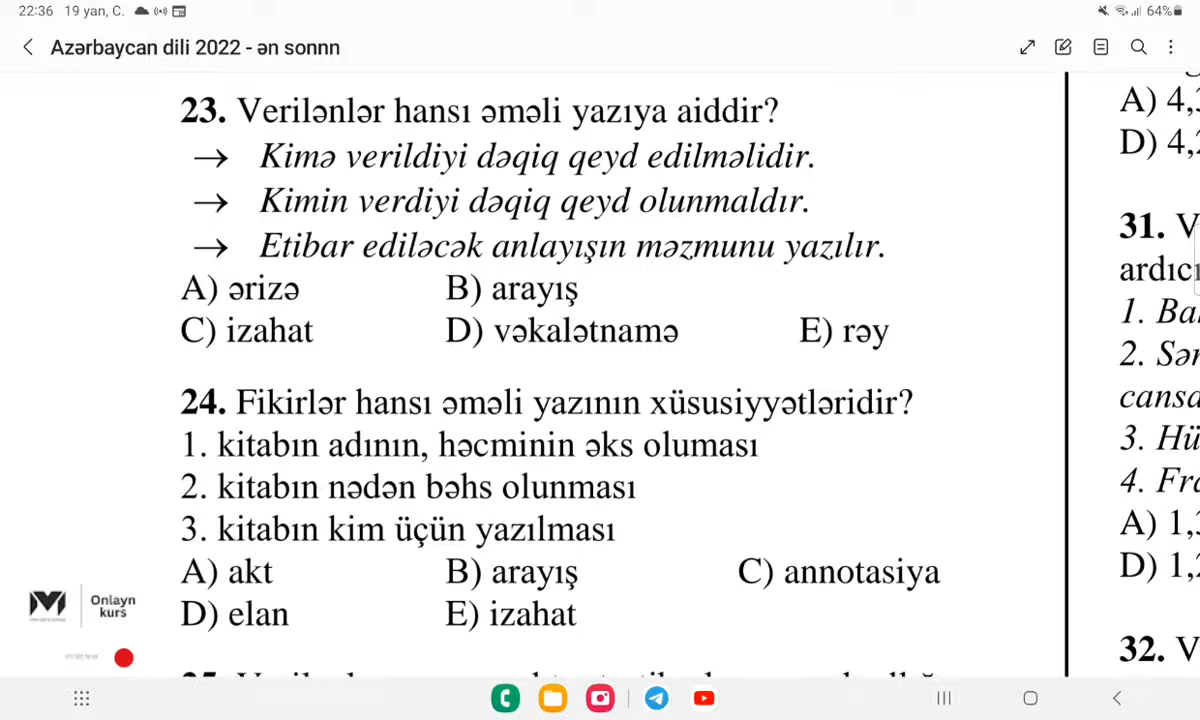 22:36 19 yan, C.
64%
Azərbaycan dili 2022 - ən sonnn
23. Verilənlər hansı əməli yazıya aiddir?
→ Kimə verildiyi dəqiq qeyd edilməlidir.
→ Kimin verdiyi dəqiq qeyd olunmaldır.
→ Etibar ediləcək anlayışın məzmunu yazılır.
A) ərizə B) arayış
C) izahat D) vəkalətnamə E) rəy
24. Fikirlər hansı əməli yazının xüsusiyyətləridir?
1. kitabın adının, həcminin əks oluması
2. kitabın nədən bəhs olunması
3. kitabın kim üçün yazılması
A) akt B) arayış C) annotasiya
D) elan E) izahat
Onlayn
kurs
A) 4,
D) 4,
31. V
ardıcı
1. Ba
2. Sə
cansa
3. Hü
4. Fr
A) 1,
D) 1,
32. V